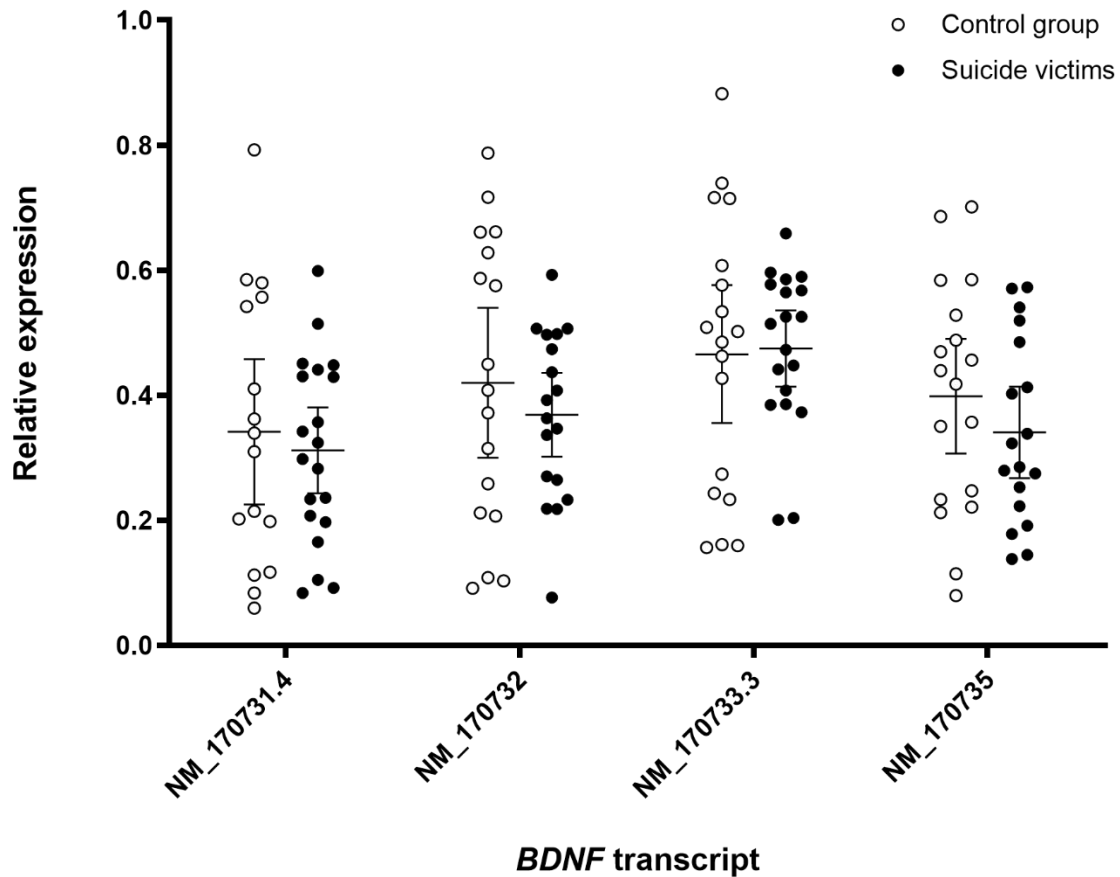 Control group
Suicide victims
1.0
0.8
0.6
0.4
0.2
0.0
Relative expression
NM_170731.4
NM_170732
NM_170733.3
NM_170735
BDNF transcript